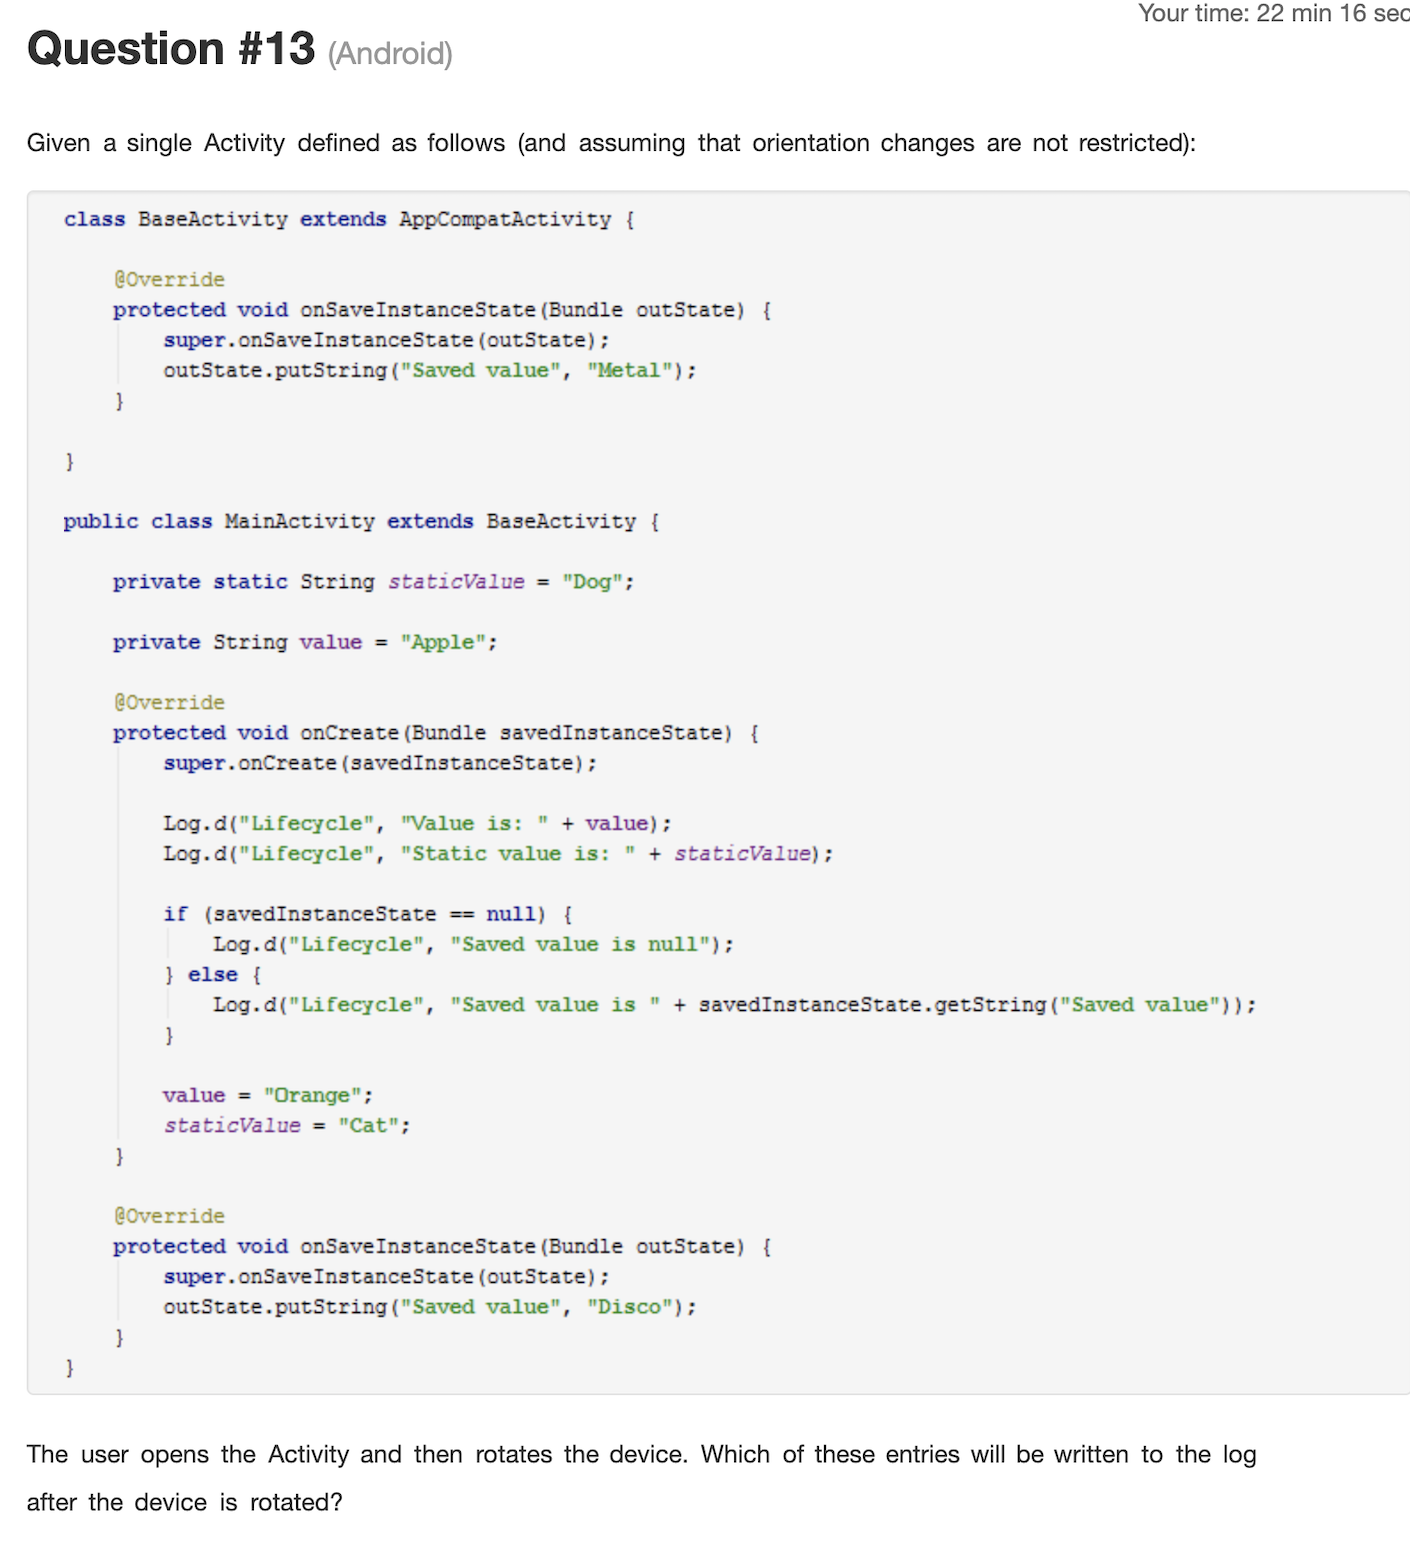 Your time: 22 min 16 sec
Question #13 (Android)
Given a single Activity defined as follows (and assuming that orientation changes are not restricted):
class BaseActivity extends AppCompatActivity {
@Override
protected void onSaveInstanceState(Bundle outState) {
super.onSaveInstanceState(outState);
outState.putString("Saved value", "Metal");
}
}
public class MainActivity extends BaseActivity {
private static String staticValue = "Dog";
private String value = "Apple";
@Override
protected void onCreate(Bundle savedInstanceState) {
super.onCreate(savedInstanceState);
Log.d("Lifecycle", "Value is: " + value);
Log.d("Lifecycle", "Static value is: " + staticValue);
if (savedInstanceState == null) {
Log.d("Lifecycle", "Saved value is null");
} else {
Log.d("Lifecycle", "Saved value is " + savedInstanceState.getString("Saved value"));
}
value = "Orange";
staticValue = "Cat";
}
@Override
protected void onSaveInstanceState(Bundle outState) {
super.onSaveInstanceState(outState);
outState.putString("Saved value", "Disco");
}
}
The user opens the Activity and then rotates the device. Which of these entries will be written to the log
after the device is rotated?